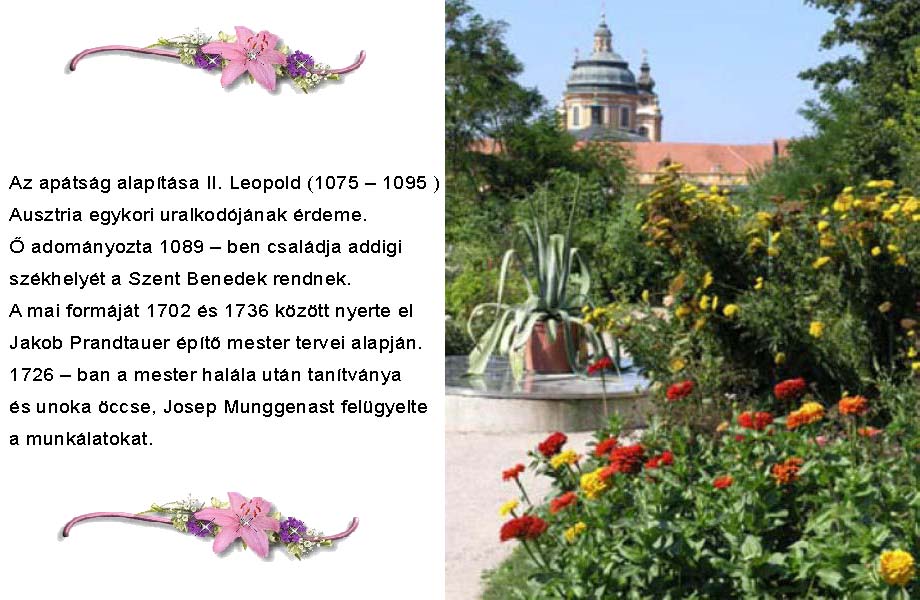 Az apátság alapítása II. Leopold (1075 – 1095 )
Ausztria egykori uralkodójának érdeme.
Ő adományozta 1089 – ben családja addigi
székhelyét a Szent Benedek rendnek.
A mai formáját 1702 és 1736 között nyerte el
Jakob Prandtauer építő mester tervei alapján.
1726 – ban a mester halála után tanítványa
és unoka öccse, Josep Munggenast felügyelte
a munkálatokat.